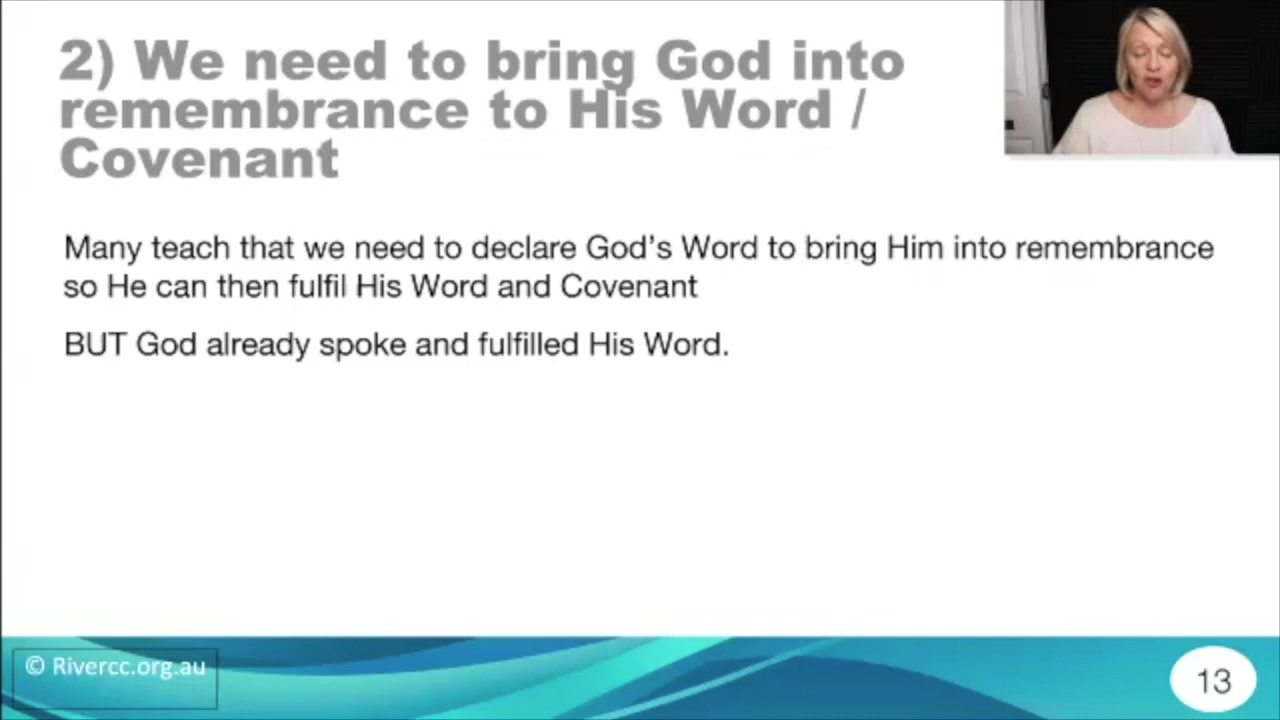 2) We need to bring God into
remembrance to His Word /
Covenant
Many teach that we need to declare God’s Word to bring Him into remembrance
so He can then fulfil His Word and Covenant
BUT God already spoke and fulfilled His Word.
© Rivercc.org.au
13